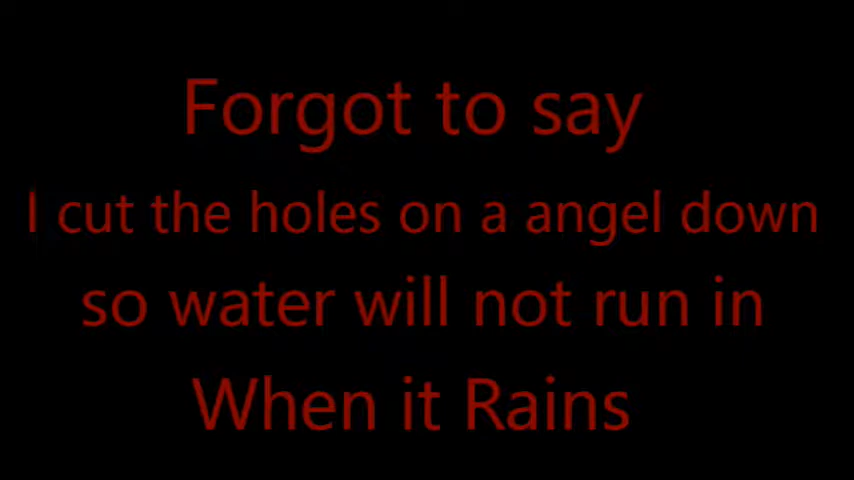 Forgot to say
I cut the holes on a angel down
so water will not run in
When it Rains